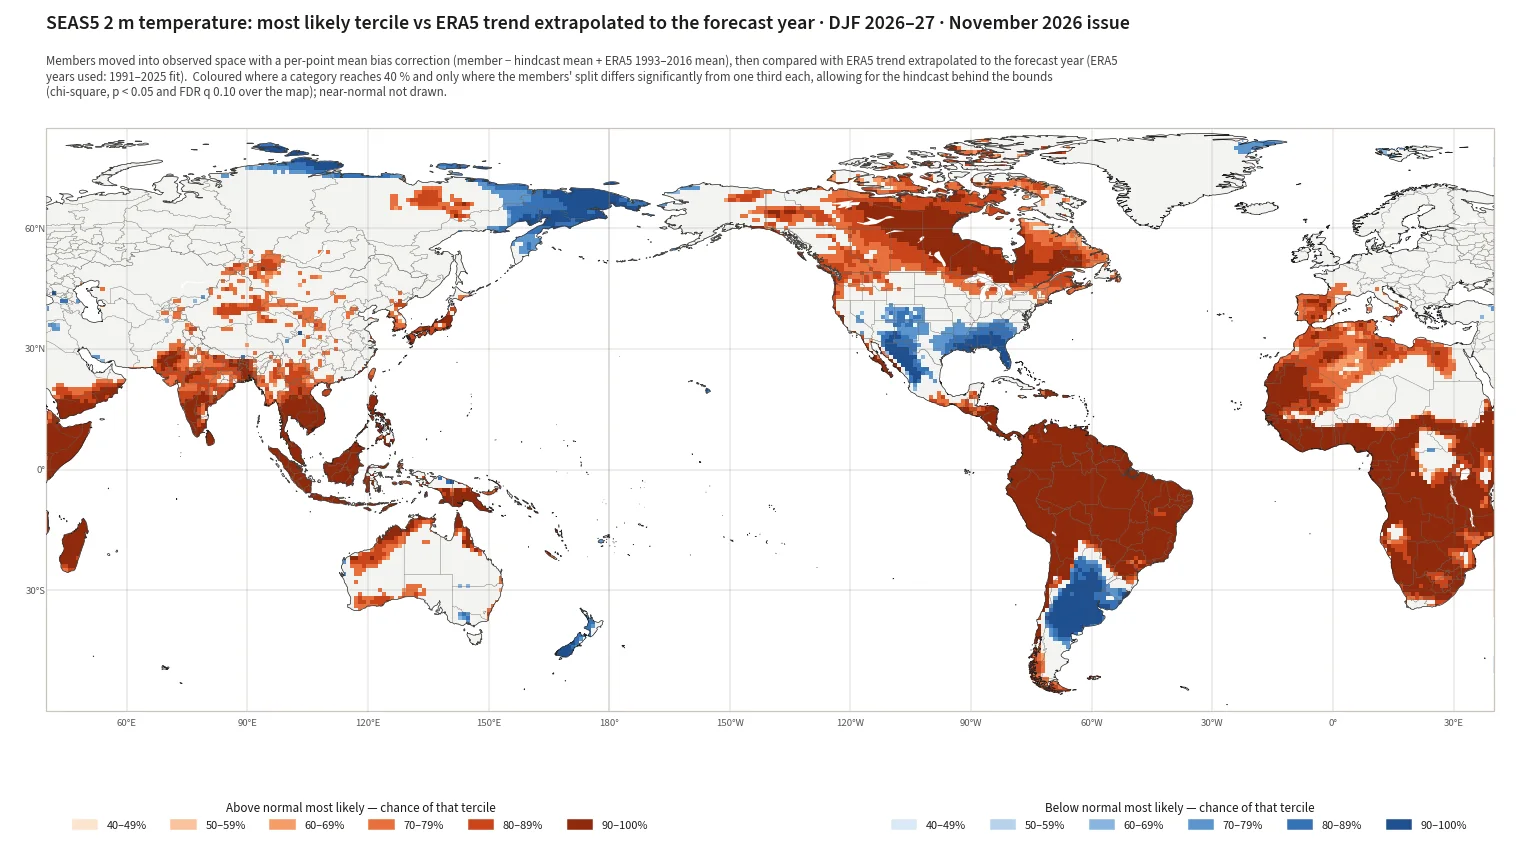 SEAS5 2 m temperature: most likely tercile vs ERA5 trend extrapolated to the forecast year · DJF 2026–27 · November 2026 issue
Members moved into observed space with a per-point mean bias correction (member − hindcast mean + ERA5 1993–2016 mean), then compared with ERA5 trend extrapolated to the forecast year (ERA5
years used: 1991–2025 fit).  Coloured where a category reaches 40 % and only where the members' split differs significantly from one third each, allowing for the hindcast behind the bounds
(chi-square, p < 0.05 and FDR q 0.10 over the map); near-normal not drawn.
60°N
30°N
0°
30°S
60°E 90°E 120°E 150°E 180° 150°W 120°W 90°W 60°W 30°W 0° 30°E
Above normal most likely — chance of that tercile
40–49% 50–59% 60–69% 70–79% 80–89% 90–100%
Below normal most likely — chance of that tercile
40–49% 50–59% 60–69% 70–79% 80–89% 90–100%